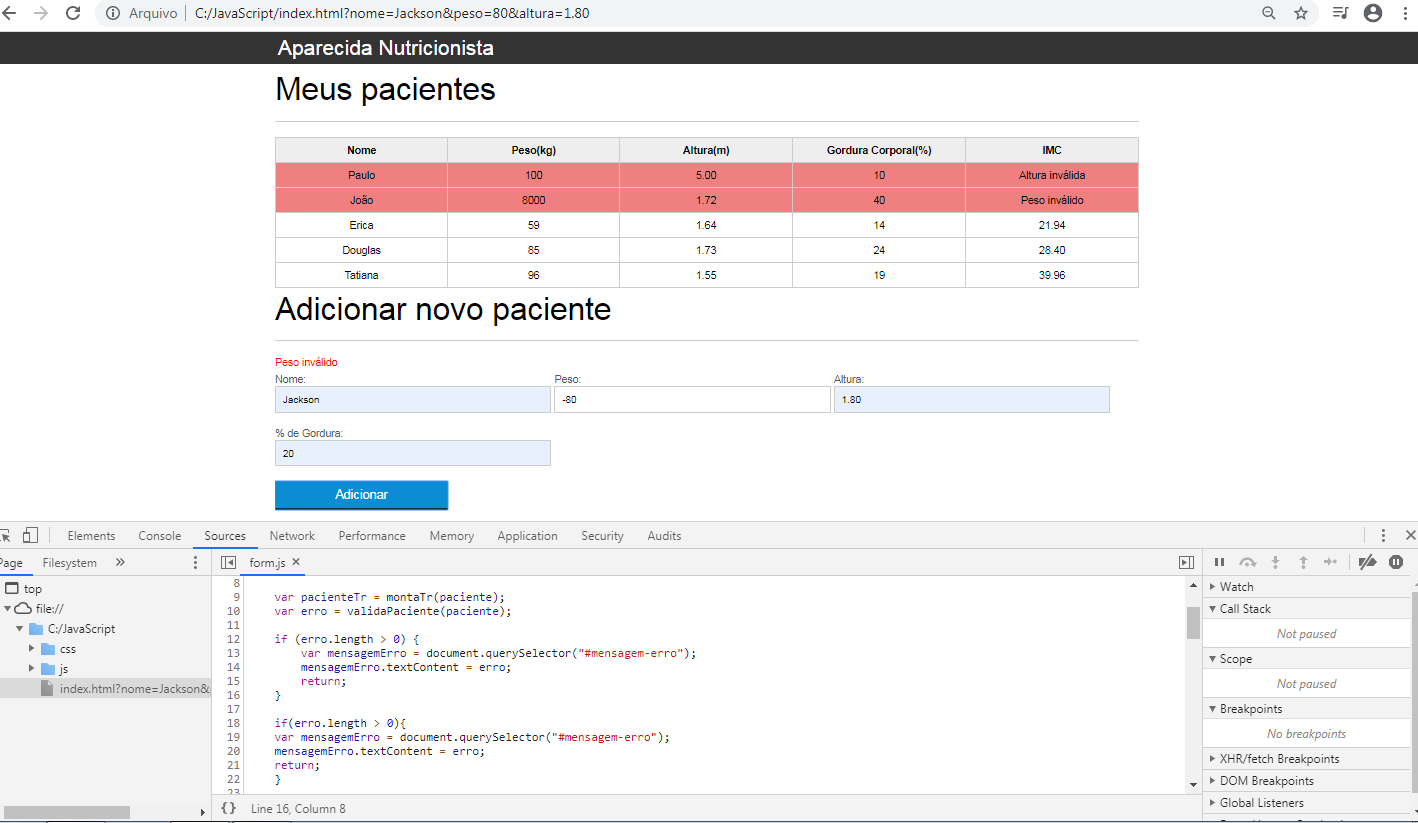 Arquivo | C:/JavaScript/index.html?nome=Jackson&peso=80&altura=1.80
Aparecida Nutricionista
Meus pacientes
Nome Peso(kg) Altura(m) Gordura Corporal(%) IMC
Paulo 100 5.00 10 Altura inválida
João 8000 1.72 40 Peso inválido
Erica 59 1.64 14 21.94
Douglas 85 1.73 24 28.40
Tatiana 96 1.55 19 39.96
Adicionar novo paciente
Peso inválido
Nome: Peso: Altura:
Jackson -80 1.80
% de Gordura:
20
Adicionar
Elements Console Sources Network Performance Memory Application Security Audits
Page Filesystem »
form.js ×
top
file://
C:/JavaScript
css
js
index.html?nome=Jackson&
8
9 var pacienteTr = montaTr(paciente);
10 var erro = validaPaciente(paciente);
11
12 if (erro.length > 0) {
13 var mensagemErro = document.querySelector("#mensagem-erro");
14 mensagemErro.textContent = erro;
15 return;
16 }
17
18 if(erro.length > 0){
19 var mensagemErro = document.querySelector("#mensagem-erro");
20 mensagemErro.textContent = erro;
21 return;
22 }
23
{} Line 16, Column 8
Watch
Call Stack
Not paused
Scope
Not paused
Breakpoints
No breakpoints
XHR/fetch Breakpoints
DOM Breakpoints
Global Listeners